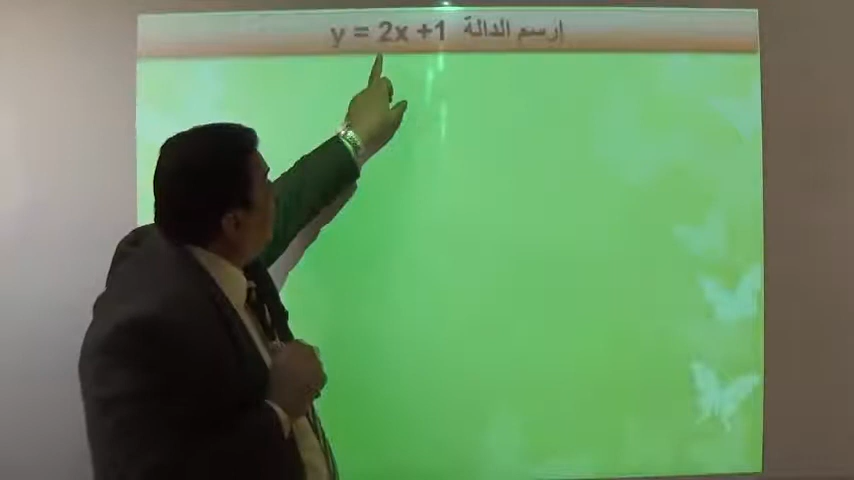 إرسم الدالة y = 2x +1